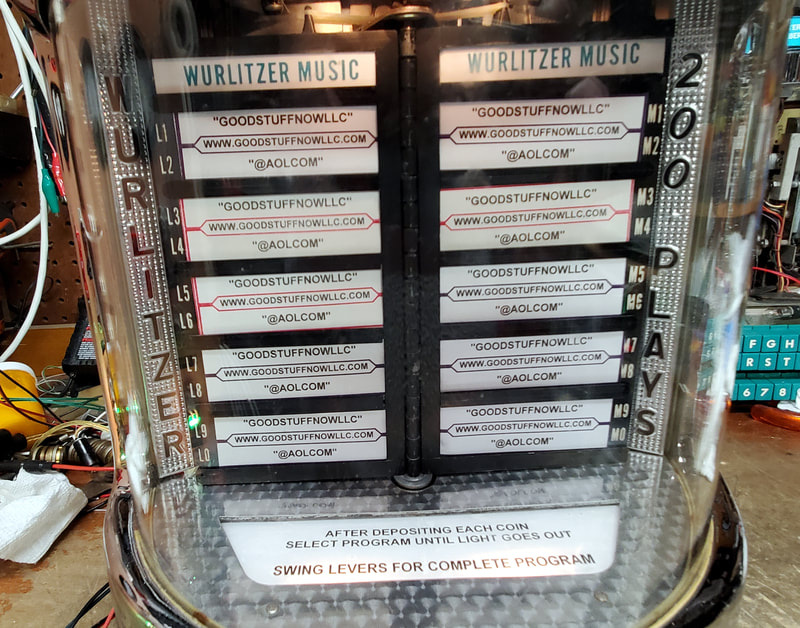 WURLITZER
WURLITZER MUSIC
L1
L2
"GOODSTUFFNOWLLC"
WWW.GOODSTUFFNOWLLC.COM
"@AOLCOM"
L3
L4
"GOODSTUFFNOWLLC"
WWW.GOODSTUFFNOWLLC.COM
"@AOLCOM"
L5
L6
"GOODSTUFFNOWLLC"
WWW.GOODSTUFFNOWLLC.COM
"@AOLCOM"
L7
L8
"GOODSTUFFNOWLLC"
WWW.GOODSTUFFNOWLLC.COM
"@AOLCOM"
L9
L0
"GOODSTUFFNOWLLC"
WWW.GOODSTUFFNOWLLC.COM
"@AOLCOM"
WURLITZER MUSIC
"GOODSTUFFNOWLLC"
WWW.GOODSTUFFNOWLLC.COM
"@AOLCOM"
M1
M2
"GOODSTUFFNOWLLC"
WWW.GOODSTUFFNOWLLC.COM
"@AOLCOM"
M3
M4
"GOODSTUFFNOWLLC"
WWW.GOODSTUFFNOWLLC.COM
"@AOLCOM"
M5
M6
"GOODSTUFFNOWLLC"
WWW.GOODSTUFFNOWLLC.COM
"@AOLCOM"
M7
M8
"GOODSTUFFNOWLLC"
WWW.GOODSTUFFNOWLLC.COM
"@AOLCOM"
M9
M0
200 PLAYS
F G H
R S T
6 7 8
AFTER DEPOSITING EACH COIN
SELECT PROGRAM UNTIL LIGHT GOES OUT
SWING LEVERS FOR COMPLETE PROGRAM